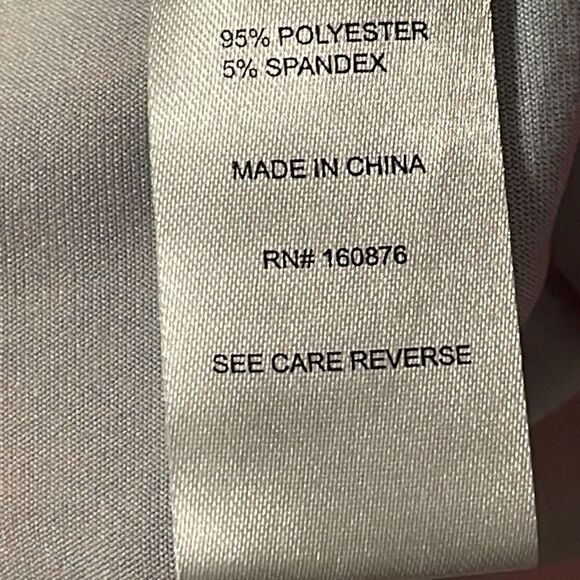 95% POLYESTER
5% SPANDEX
MADE IN CHINA
RN# 160876
SEE CARE REVERSE